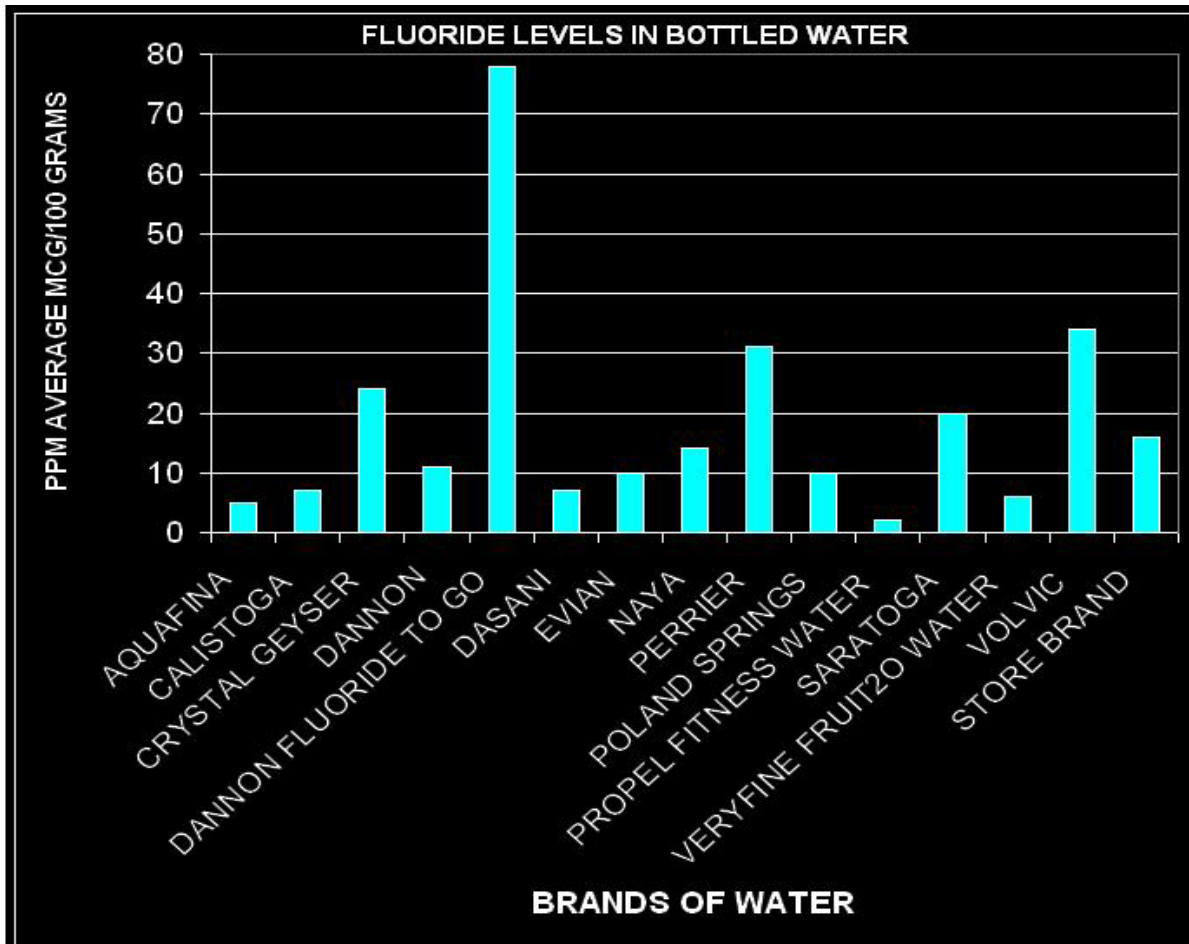 FLUORIDE LEVELS IN BOTTLED WATER
PPM AVERAGE MCG/100 GRAMS
80
70
60
50
40
30
20
10
0
AQUAFINA
CALISTOGA
CRYSTAL GEYSER
DANNON
DANNON FLUORIDE TO GO
DASANI
EVIAN
NAYA
PERRIER
POLAND SPRINGS
PROPEL FITNESS WATER
SARATOGA
VERYFINE FRUIT2O WATER
VOLVIC
STORE BRAND
BRANDS OF WATER